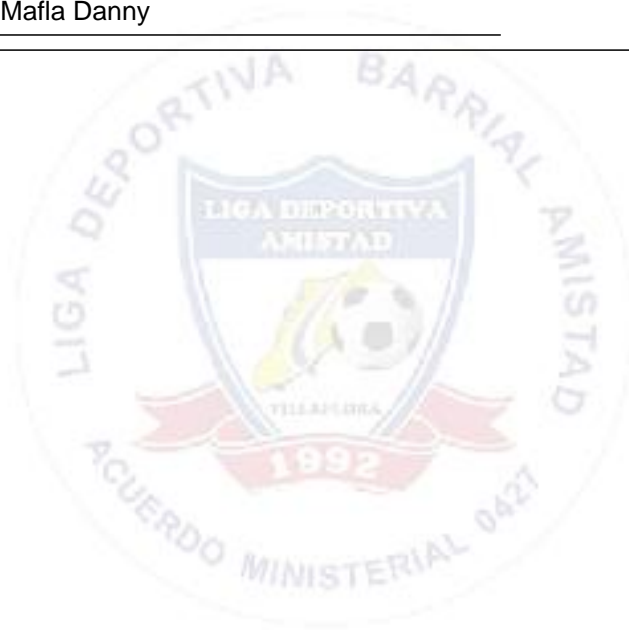 Mafla Danny
LIGA DEPORTIVA BARRIAL AMISTAD
LIGA DEPORTIVA
AMISTAD
VILLAFLORA
1992
ACUERDO MINISTERIAL 0427